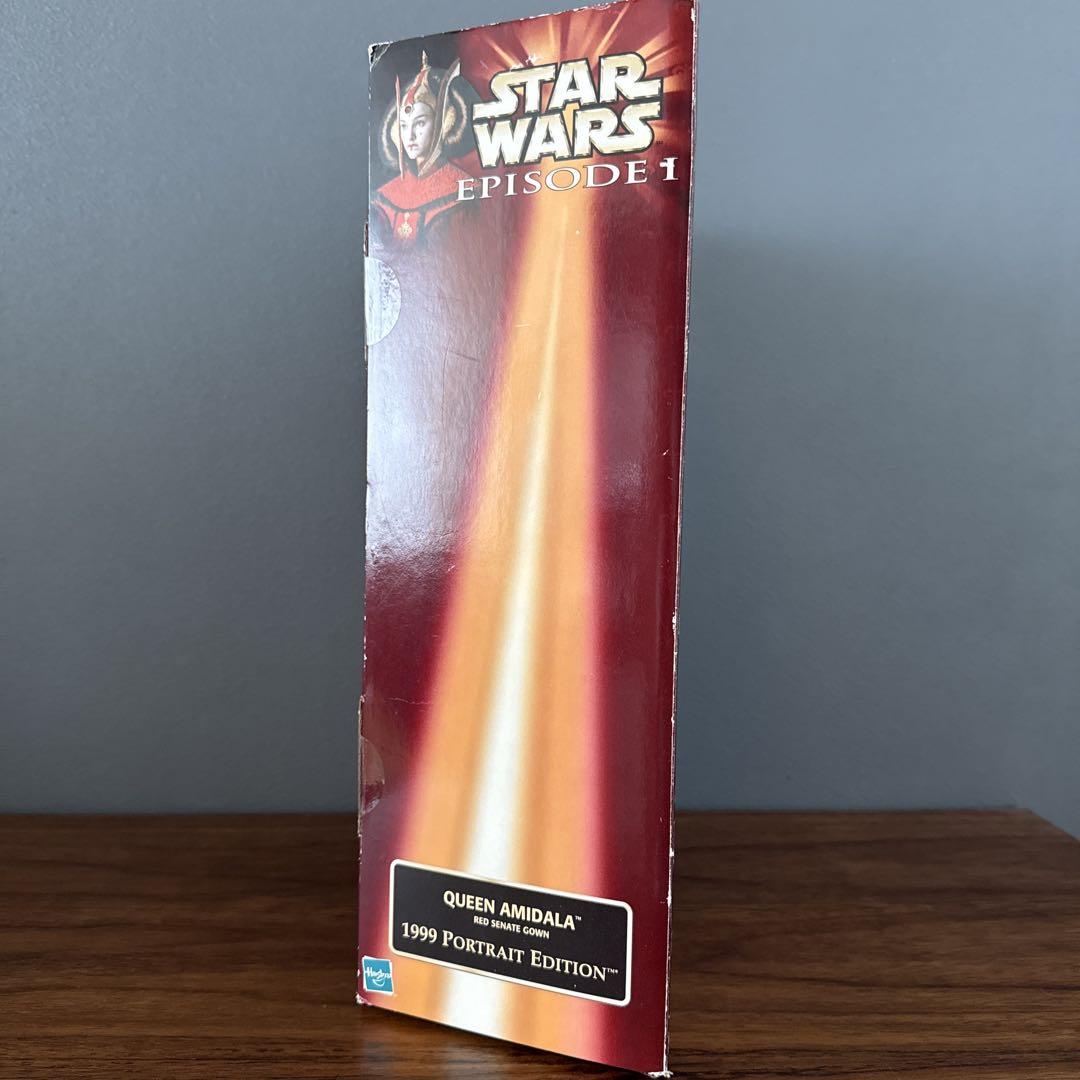 STAR
WARS
EPISODE I
QUEEN AMIDALA™
RED SENATE GOWN
1999 PORTRAIT EDITION™
Hasbro